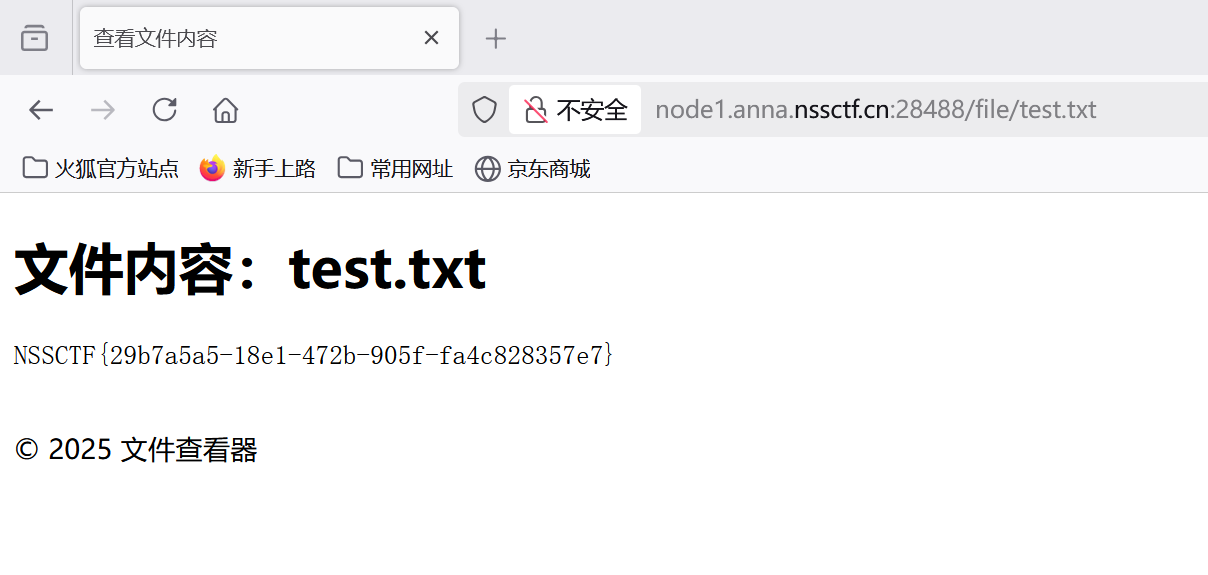 查看文件内容
不安全 node1.anna.nssctf.cn:28488/file/test.txt
火狐官方站点 新手上路 常用网址 京东商城
文件内容：test.txt
NSSCTF{29b7a5a5-18e1-472b-905f-fa4c828357e7}
© 2025 文件查看器